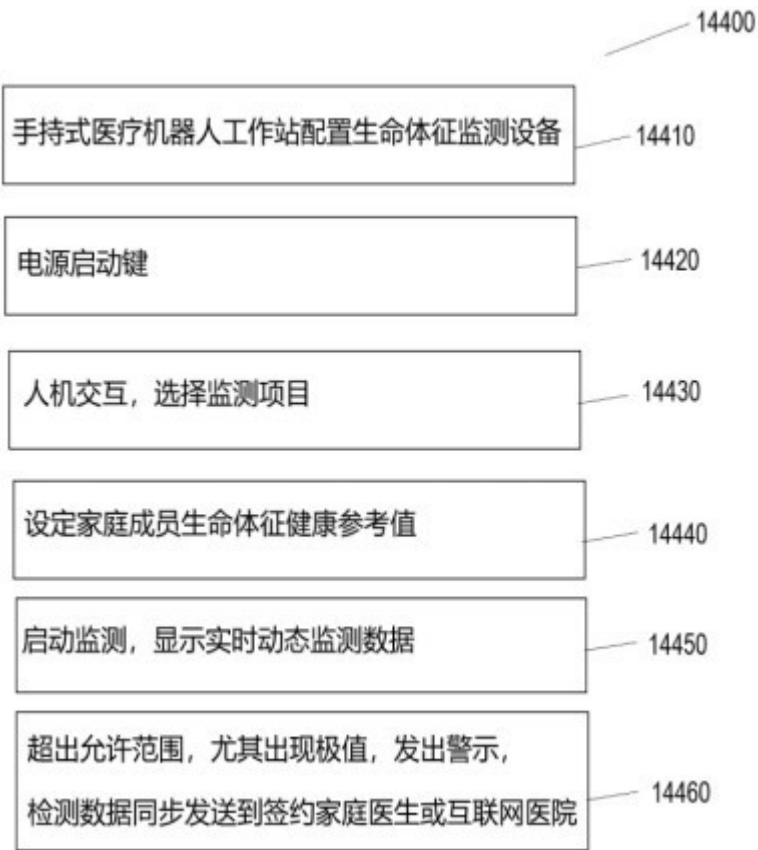 14400
手持式医疗机器人工作站配置生命体征监测设备
14410
电源启动键
14420
人机交互，选择监测项目
14430
设定家庭成员生命体征健康参考值
14440
启动监测，显示实时动态监测数据
14450
超出允许范围，尤其出现极值，发出警示，
检测数据同步发送到签约家庭医生或互联网医院
14460